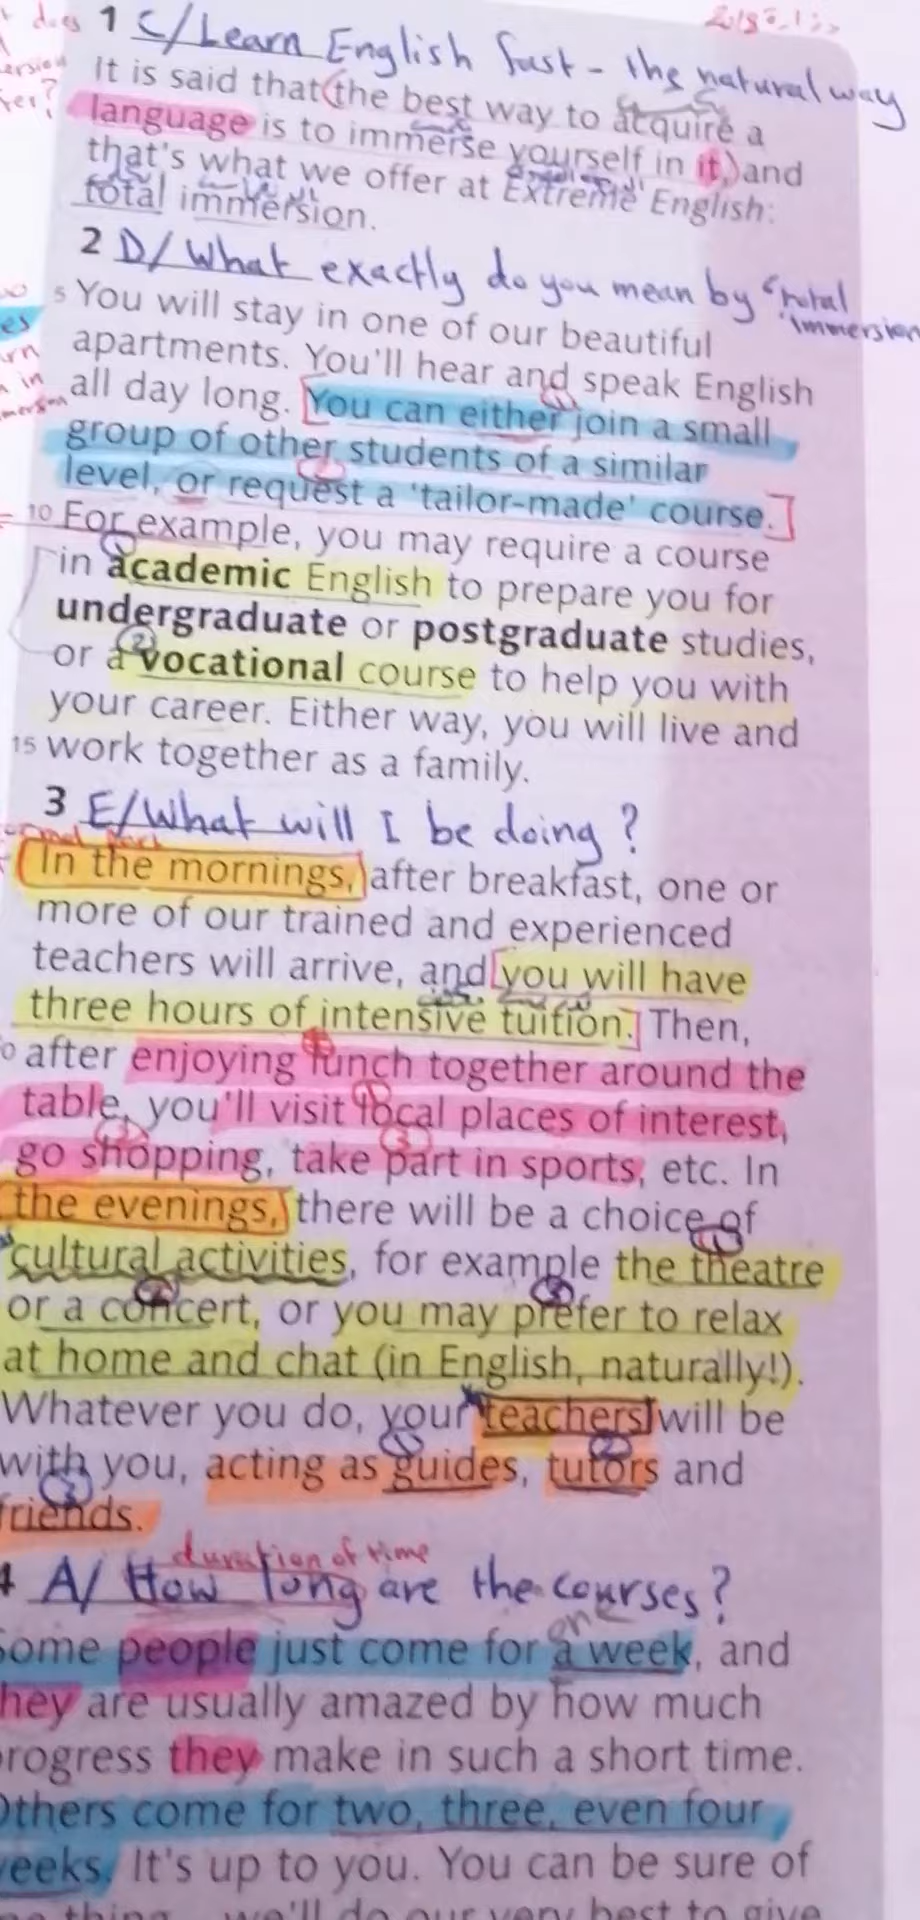 1 C/ Learn English fast - the natural way
It is said that the best way to acquire a
language is to immerse yourself in it, and
that's what we offer at Extreme English:
total immersion.
2 D/ What exactly do you mean by "total
immersion
5 You will stay in one of our beautiful
apartments. You'll hear and speak English
all day long. You can either join a small
group of other students of a similar
level, or request a 'tailor-made' course.
10 For example, you may require a course
in academic English to prepare you for
undergraduate or postgraduate studies,
or a vocational course to help you with
your career. Either way, you will live and
15 work together as a family.
3 E/ What will I be doing?
In the mornings, after breakfast, one or
more of our trained and experienced
teachers will arrive, and you will have
three hours of intensive tuition. Then,
after enjoying lunch together around the
table, you'll visit local places of interest,
go shopping, take part in sports, etc. In
the evenings, there will be a choice of
cultural activities, for example the theatre
or a concert, or you may prefer to relax
at home and chat (in English, naturally!).
Whatever you do, your teachers will be
with you, acting as guides, tutors and
friends.
duration of time
4 A/ How long are the courses?
one
Some people just come for a week, and
they are usually amazed by how much
progress they make in such a short time.
Others come for two, three, even four
weeks. It's up to you. You can be sure of
thing we'll do our very best to give